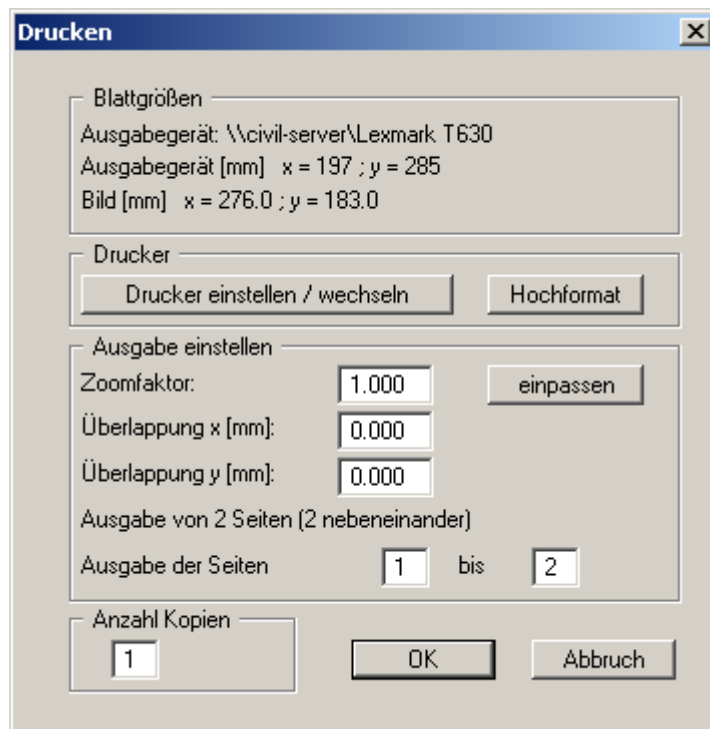 Drucken
Blattgrößen
Ausgabegerät: \\civil-server\Lexmark T630
Ausgabegerät [mm] x = 197 ; y = 285
Bild [mm] x = 276.0 ; y = 183.0
Drucker
Drucker einstellen / wechseln Hochformat
Ausgabe einstellen
Zoomfaktor: 1.000 einpassen
Überlappung x [mm]: 0.000
Überlappung y [mm]: 0.000
Ausgabe von 2 Seiten (2 nebeneinander)
Ausgabe der Seiten 1 bis 2
Anzahl Kopien
1 OK Abbruch